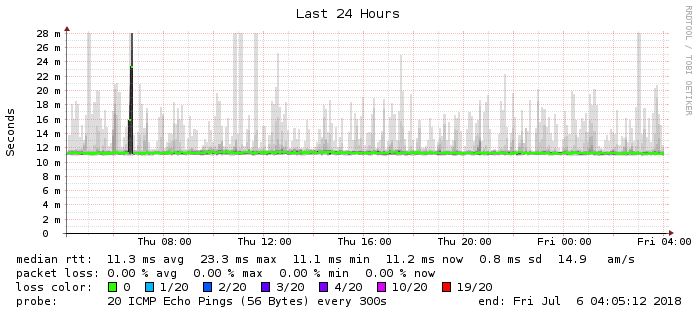 Last 24 Hours
RRDTOOL / TOBI OETIKER
Seconds
28 m
26 m
24 m
22 m
20 m
18 m
16 m
14 m
12 m
10 m
8 m
6 m
4 m
2 m
0
Thu 08:00 Thu 12:00 Thu 16:00 Thu 20:00 Fri 00:00 Fri 04:00
median rtt: 11.3 ms avg 23.3 ms max 11.1 ms min 11.2 ms now 0.8 ms sd 14.9 am/s
packet loss: 0.00 % avg 0.00 % max 0.00 % min 0.00 % now
loss color: 0 1/20 2/20 3/20 4/20 10/20 19/20
probe: 20 ICMP Echo Pings (56 Bytes) every 300s end: Fri Jul 6 04:05:12 2018